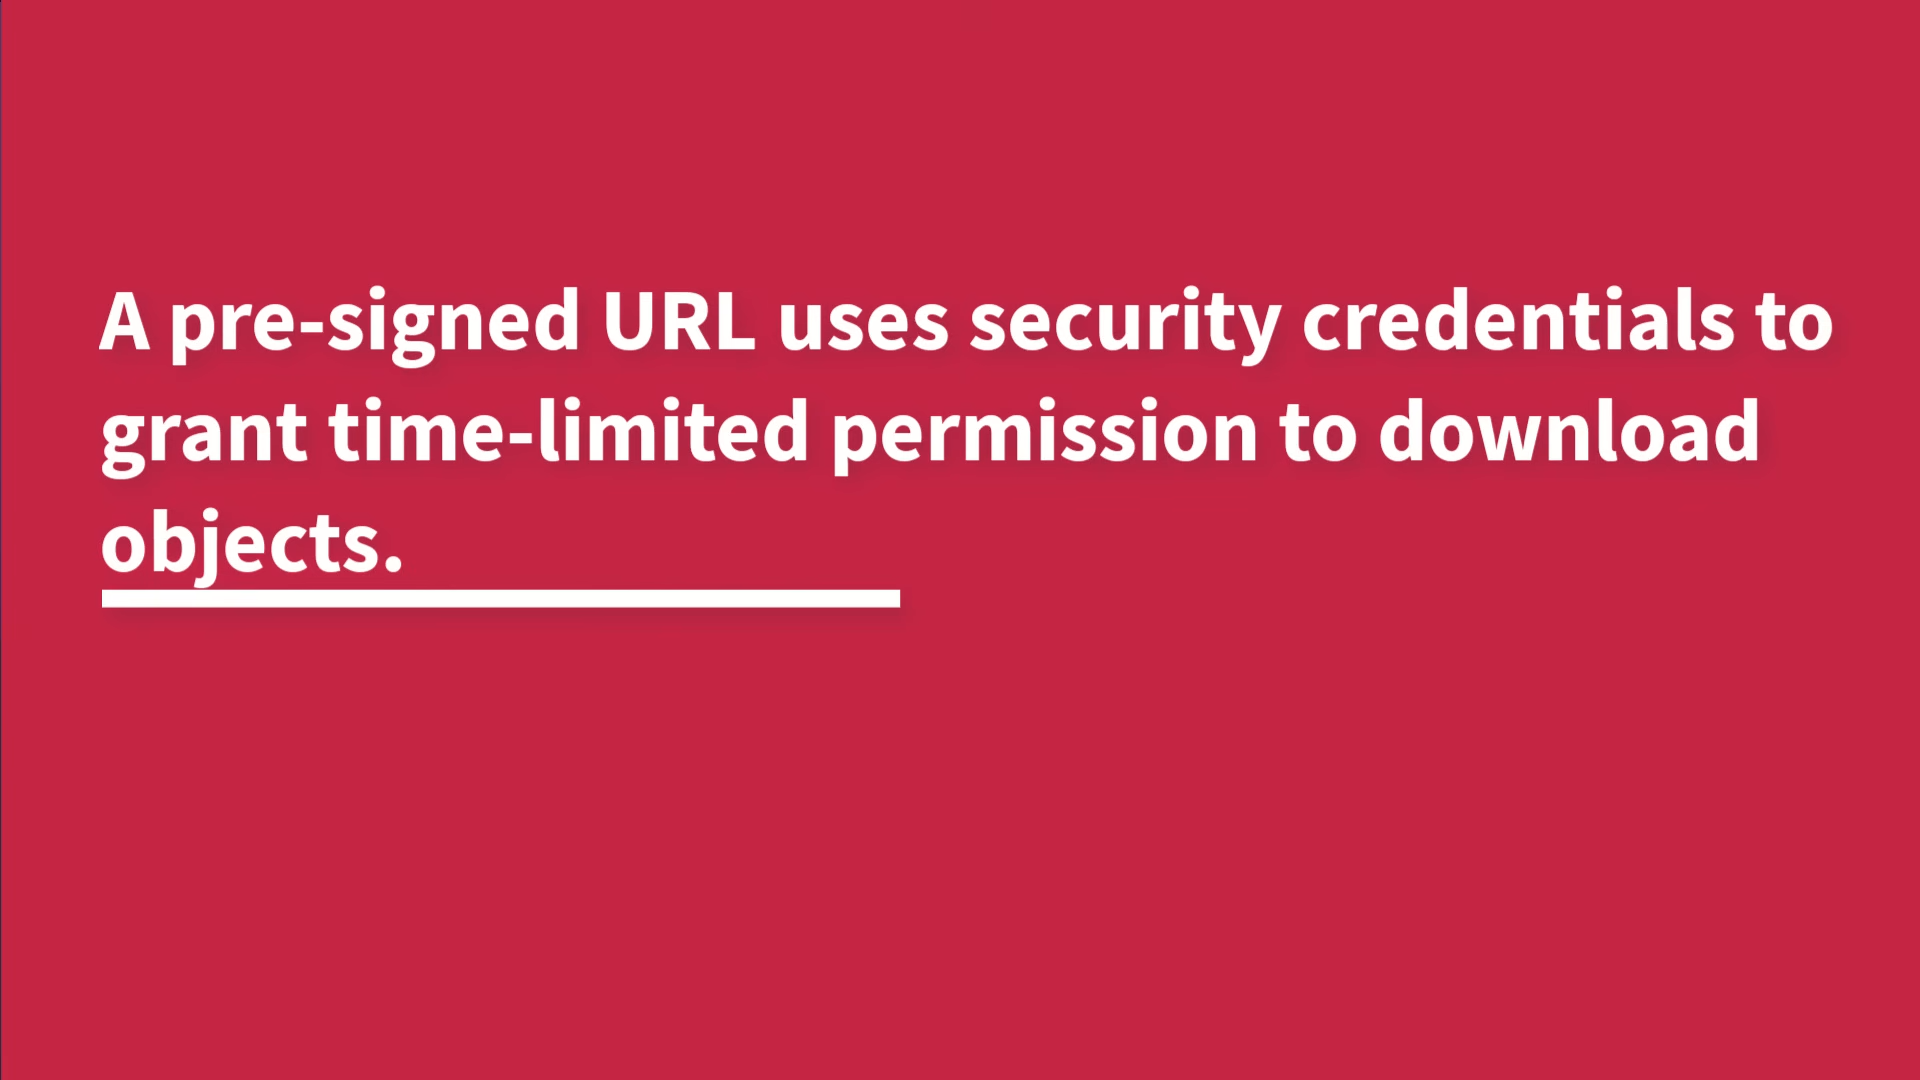 A pre-signed URL uses security credentials to
grant time-limited permission to download
objects.